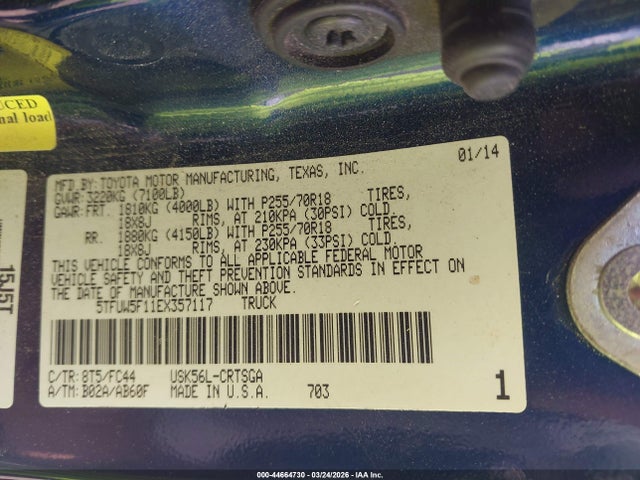 UCED
nal load
15J5T
01/14
MFD BY: TOYOTA MOTOR MANUFACTURING, TEXAS, INC.
GVWR: 3220KG (7100LB)
GAWR: FRT. 1810KG (4000LB) WITH P255/70R18 TIRES,
18X8J RIMS, AT 210KPA (30PSI) COLD
RR. 1880KG (4150LB) WITH P255/70R18 TIRES,
18X8J RIMS, AT 230KPA (33PSI) COLD
THIS VEHICLE CONFORMS TO ALL APPLICABLE FEDERAL MOTOR
VEHICLE SAFETY AND THEFT PREVENTION STANDARDS IN EFFECT ON
THE DATE OF MANUFACTURE SHOWN ABOVE.
5TFUW5F11EX357117 TRUCK
C/TR: 8T5/FC44 USK56L-CRTSGA
A/TM: B02A/AB60F MADE IN U.S.A. 703 1
000-44664730 - 03/24/2026 - © IAA Inc.